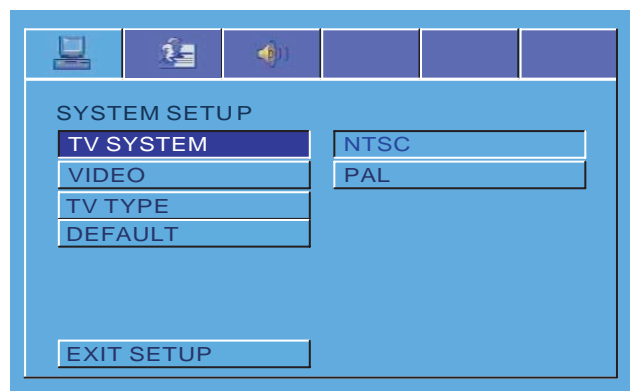 SYSTEM SETUP
TV SYSTEM
NTSC
VIDEO
PAL
TV TYPE
DEFAULT
EXIT SETUP